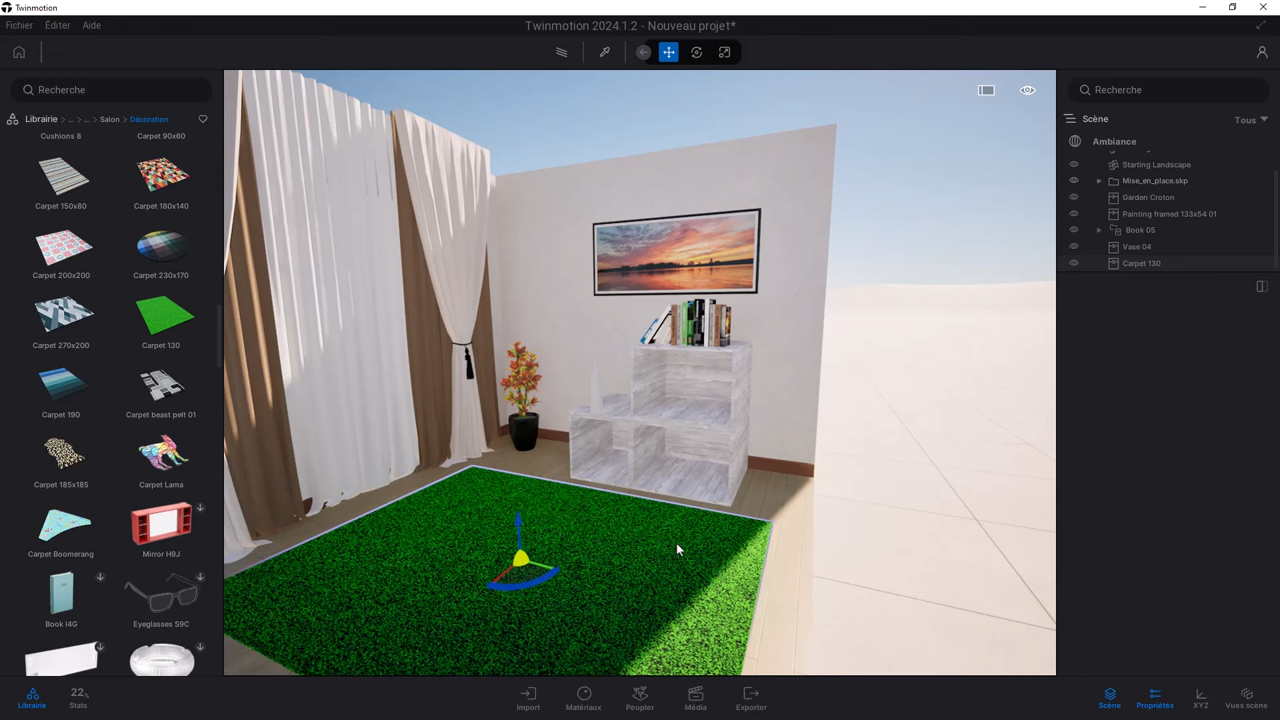 Twinmotion
Fichier Éditer Aide
Twinmotion 2024.1.2 - Nouveau projet*
Recherche
Librairie > ... > ... > Salon > Décoration
Cushions 8
Carpet 90x60
Carpet 150x80
Carpet 180x140
Carpet 200x200
Carpet 230x170
Carpet 270x200
Carpet 130
Carpet 190
Carpet beast pelt 01
Carpet 185x185
Carpet Lama
Carpet Boomerang
Mirror H9J
Book I4G
Eyeglasses S9C
Recherche
Scène
Tous
Ambiance
Starting Landscape
Mise_en_place.skp
Garden Croton
Painting framed 133x54 01
Book 05
Vase 04
Carpet 130
Librairie
22%
Stats
Import
Matériaux
Peupler
Média
Exporter
Scène
Propriétés
XYZ
Vues scène